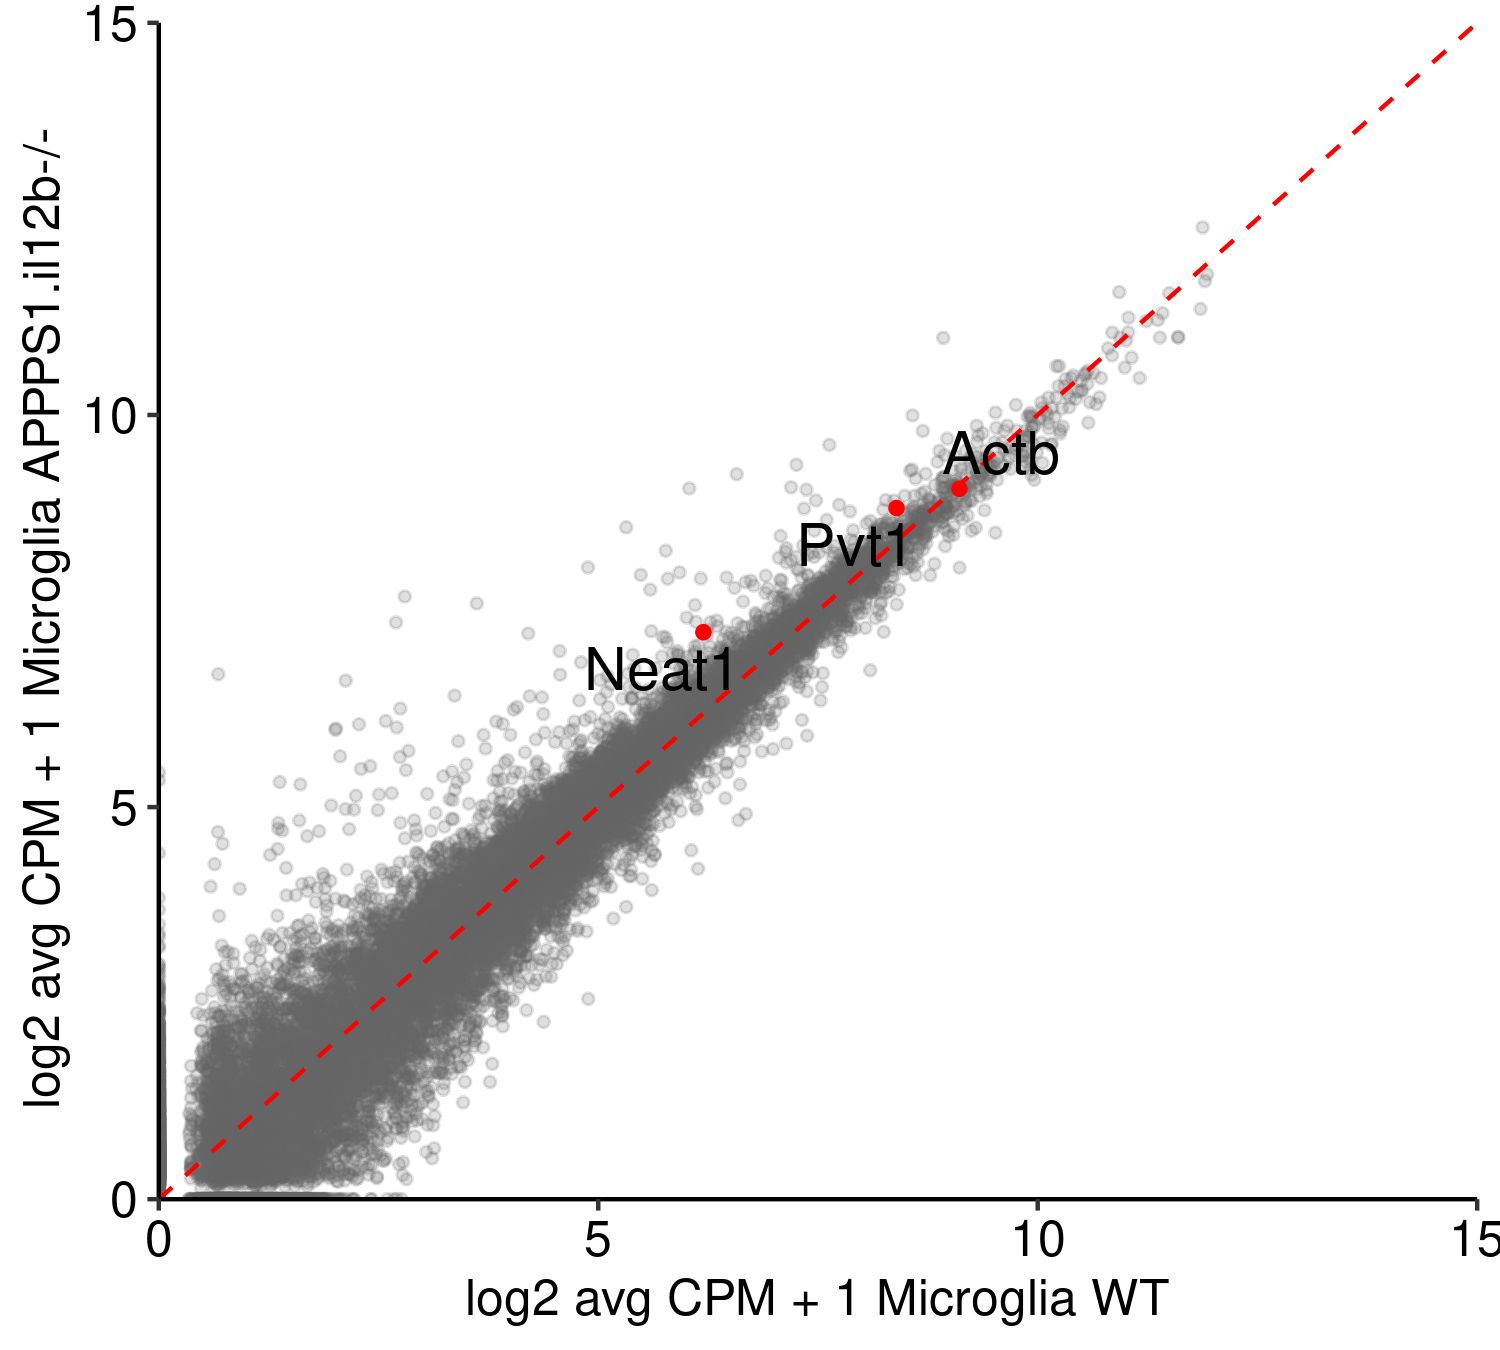 15
10
5
0
log2 avg CPM + 1 Microglia APPPS1.il12b-/-
Actb
Pvt1
Neat1
0 5 10 15
log2 avg CPM + 1 Microglia WT